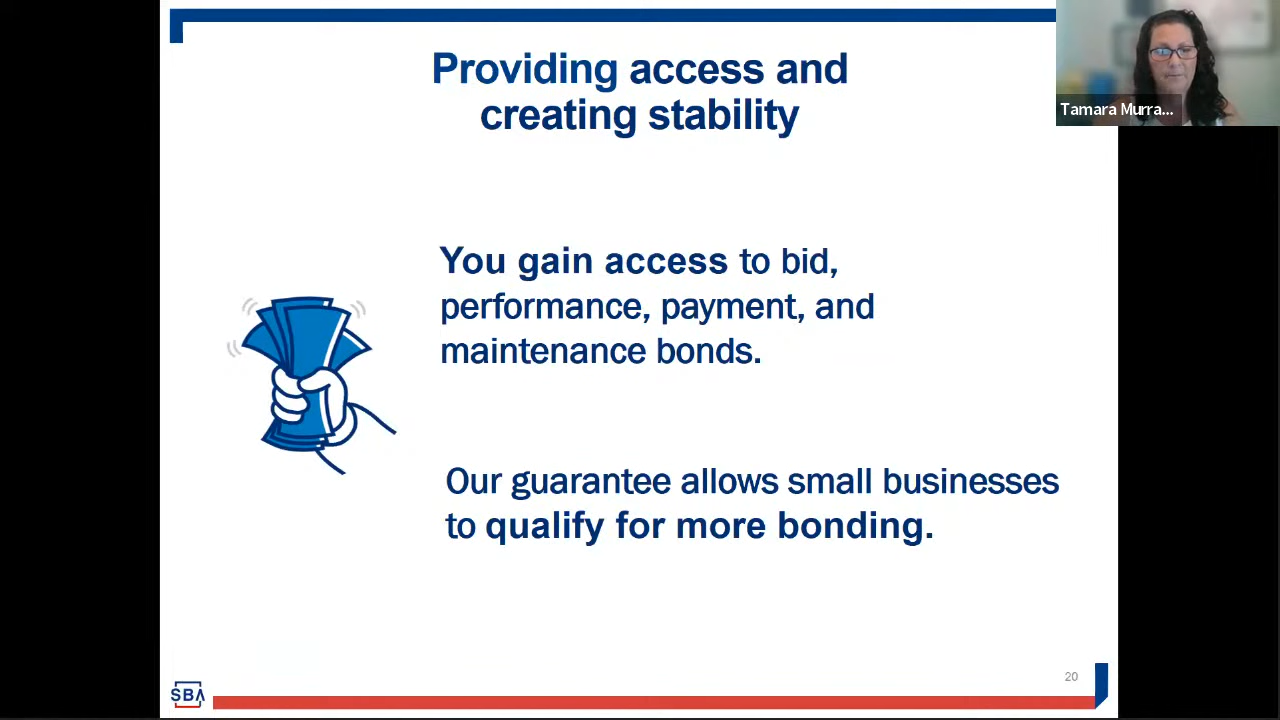 Providing access and
creating stability
Tamara Murra...
You gain access to bid,
performance, payment, and
maintenance bonds.
Our guarantee allows small businesses
to qualify for more bonding.
20
SBA